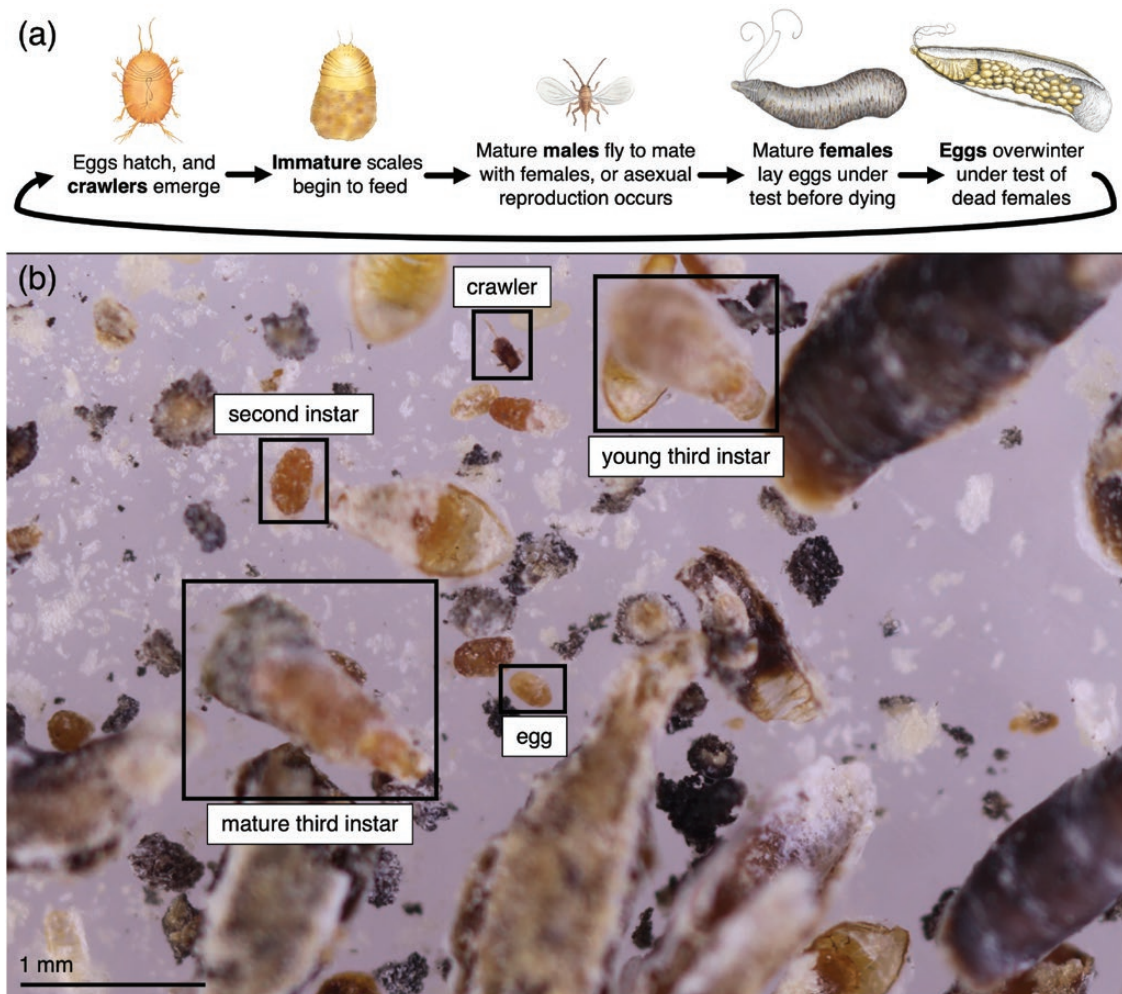 (a)
Eggs hatch, and
crawlers emerge
Immature scales
begin to feed
Mature males fly to mate
with females, or asexual
reproduction occurs
Mature females
lay eggs under
test before dying
Eggs overwinter
under test of
dead females
(b)
crawler
second instar
young third instar
egg
mature third instar
1 mm